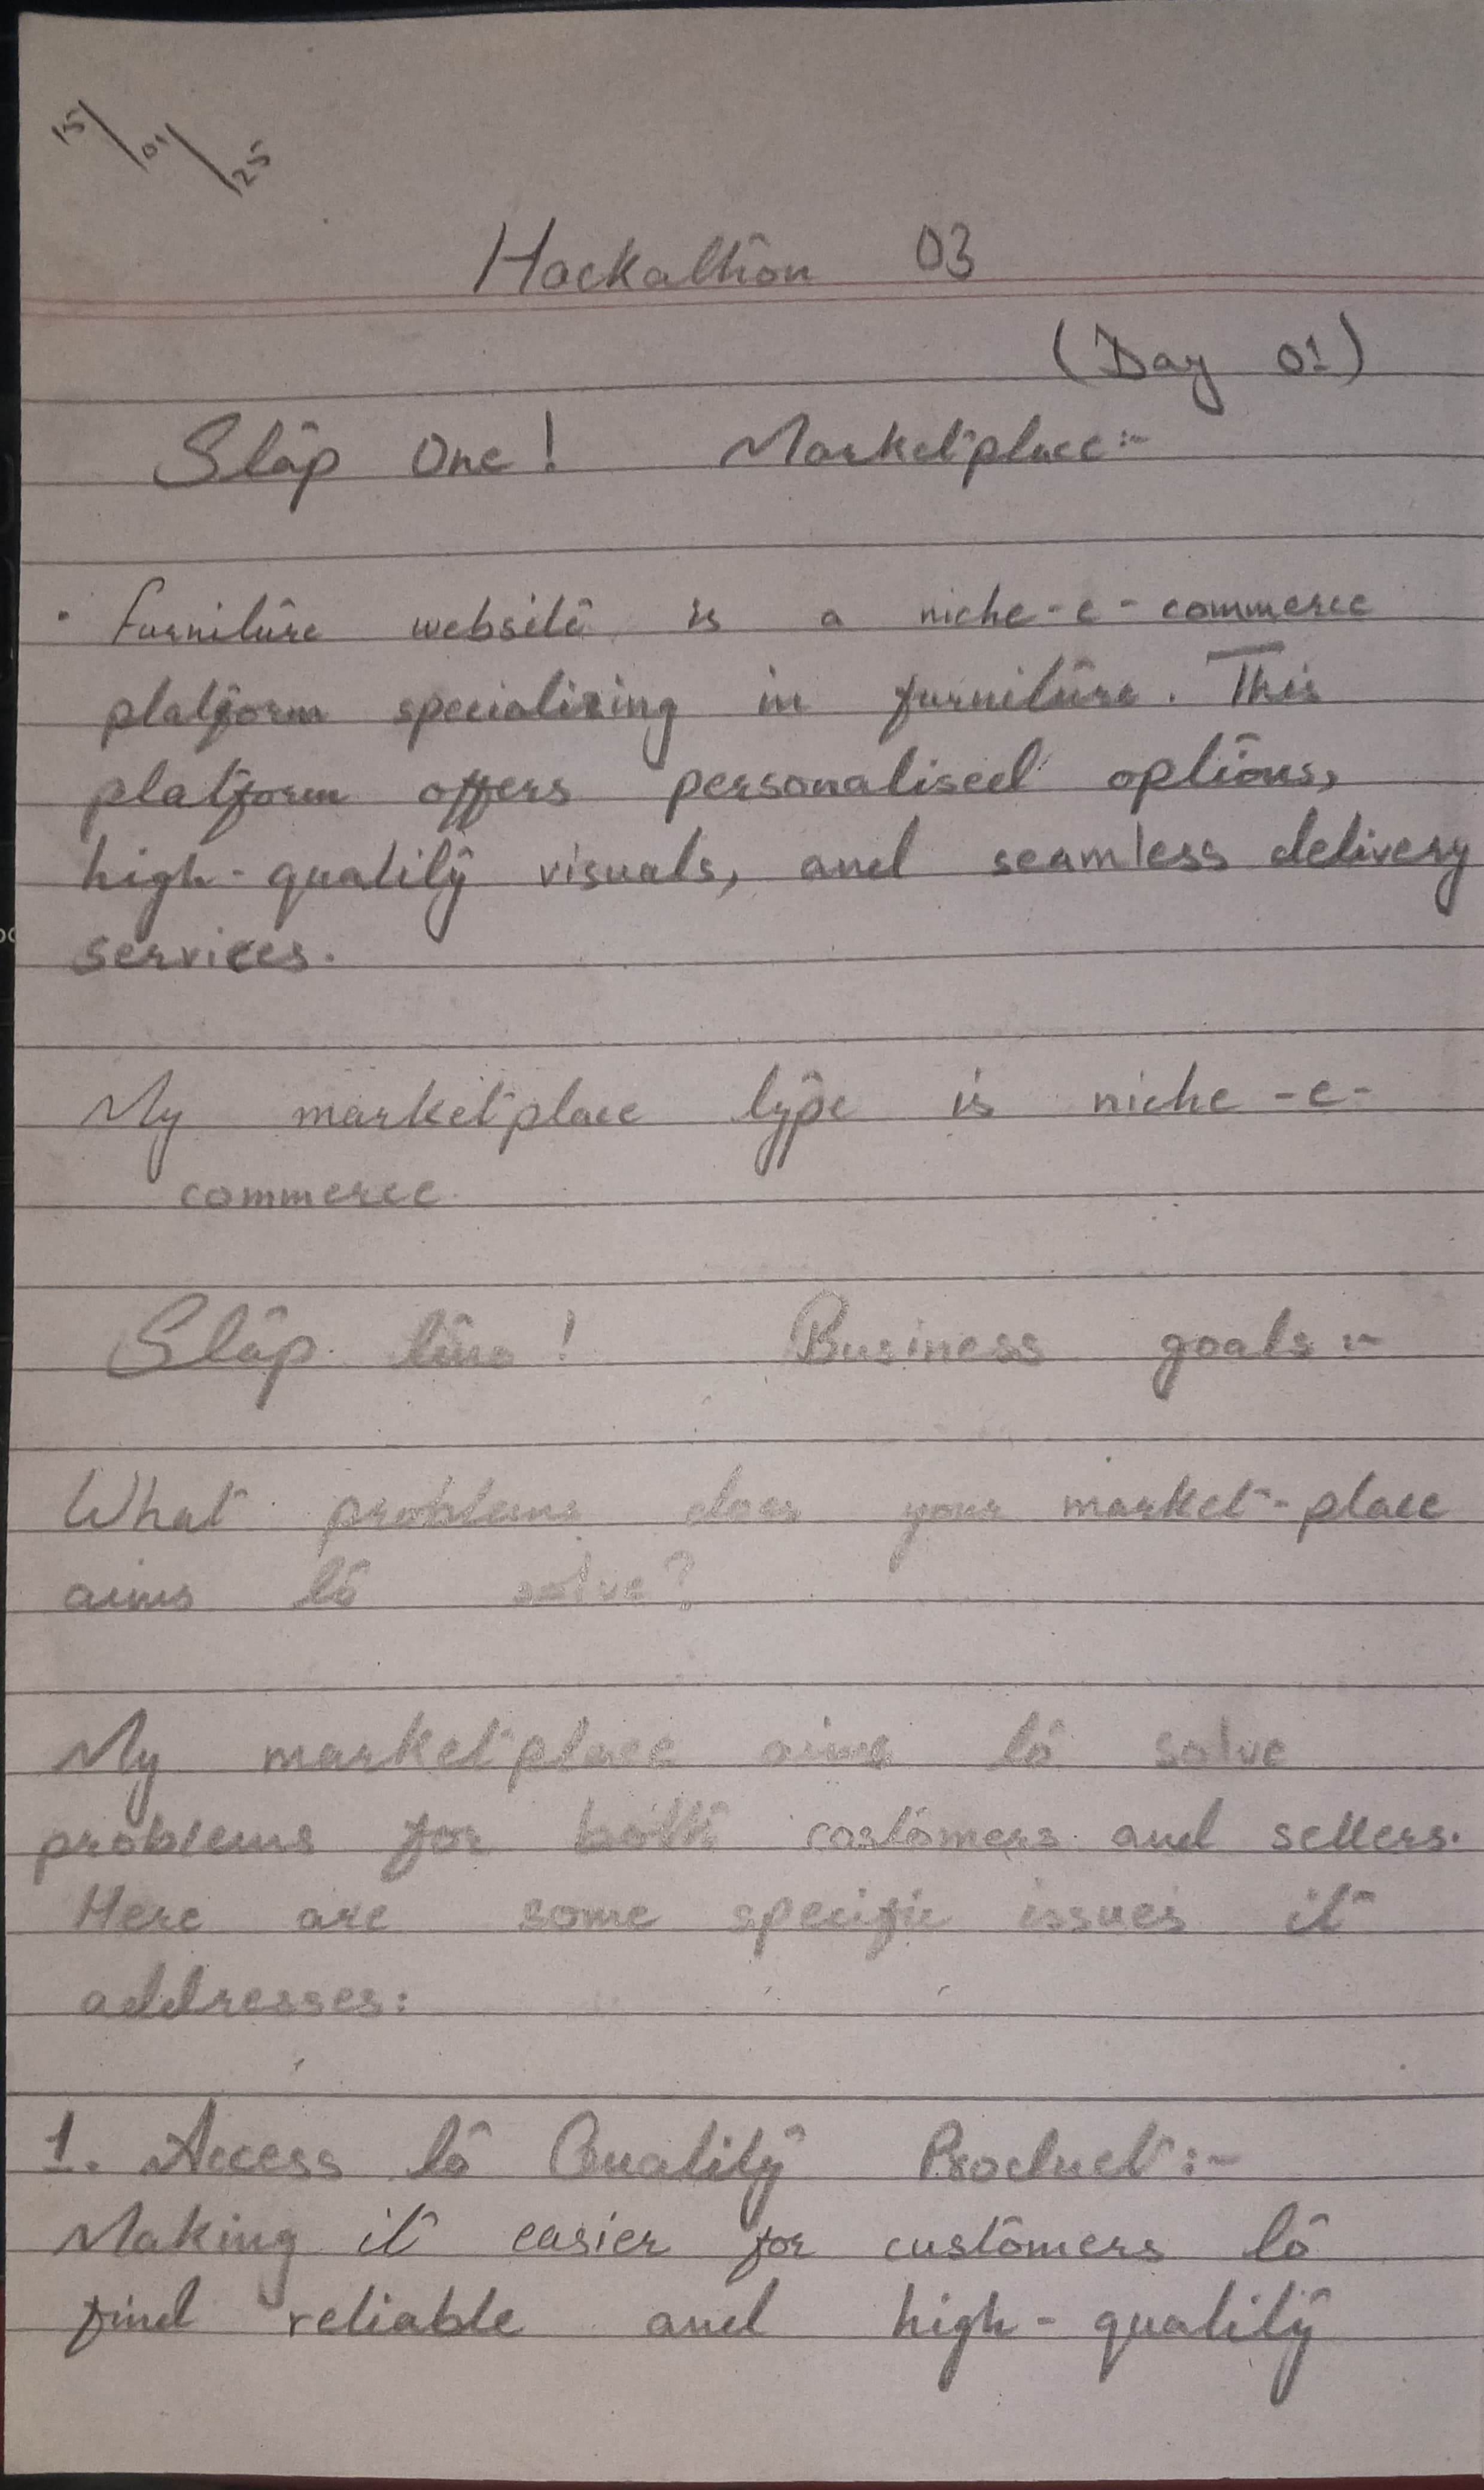 15/01/25
Hackathon 03
(Day 01)
Step One! Marketplace:-
· furniture website is a niche-e-commerce
platform specializing in furniture. This
platform offers personalised options,
high-quality visuals, and seamless delivery
services.
My marketplace type is niche -e-
commerce
Step two! Business goals:-
What problems does your market-place
aims to solve?
My marketplace aims to solve
problems for both costomers and sellers.
Here are some specific issues it
addresses:
1. Access to Quality Product:-
Making it easier for customers to
find reliable and high-quality